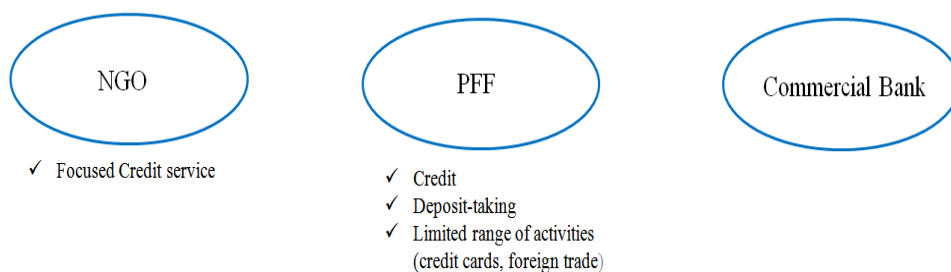 NGO
PFF
Commercial Bank
✓ Focused Credit service
✓ Credit
✓ Deposit-taking
✓ Limited range of activities
(credit cards, foreign trade)